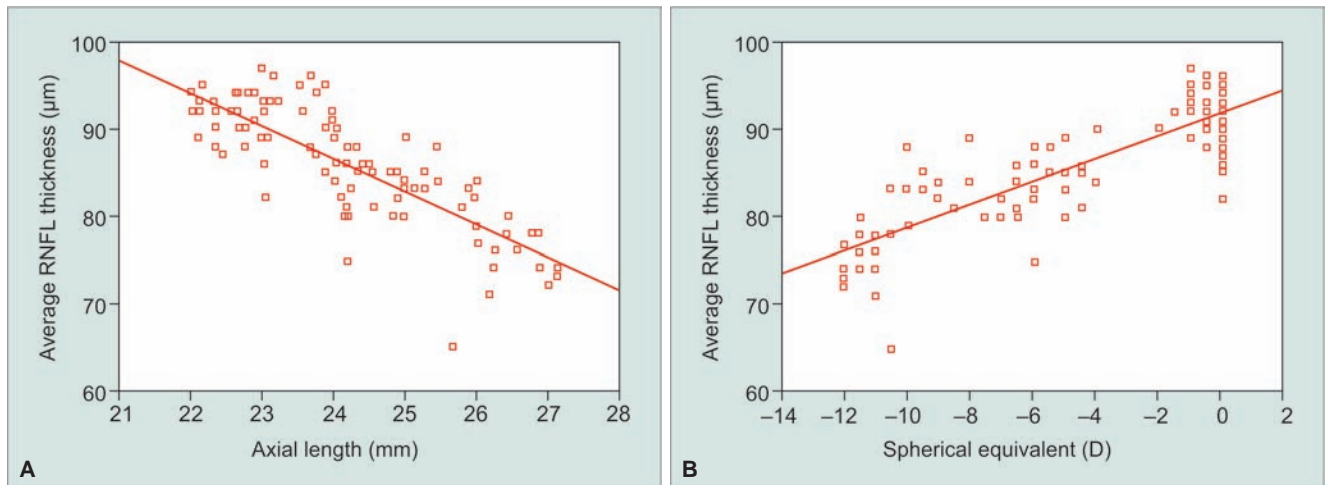 100
90
80
70
60
Average RNFL thickness (μm)
21 22 23 24 25 26 27 28
Axial length (mm)
A
100
90
80
70
60
Average RNFL thickness (μm)
–14 –12 –10 –8 –6 –4 –2 0 2
Spherical equivalent (D)
B